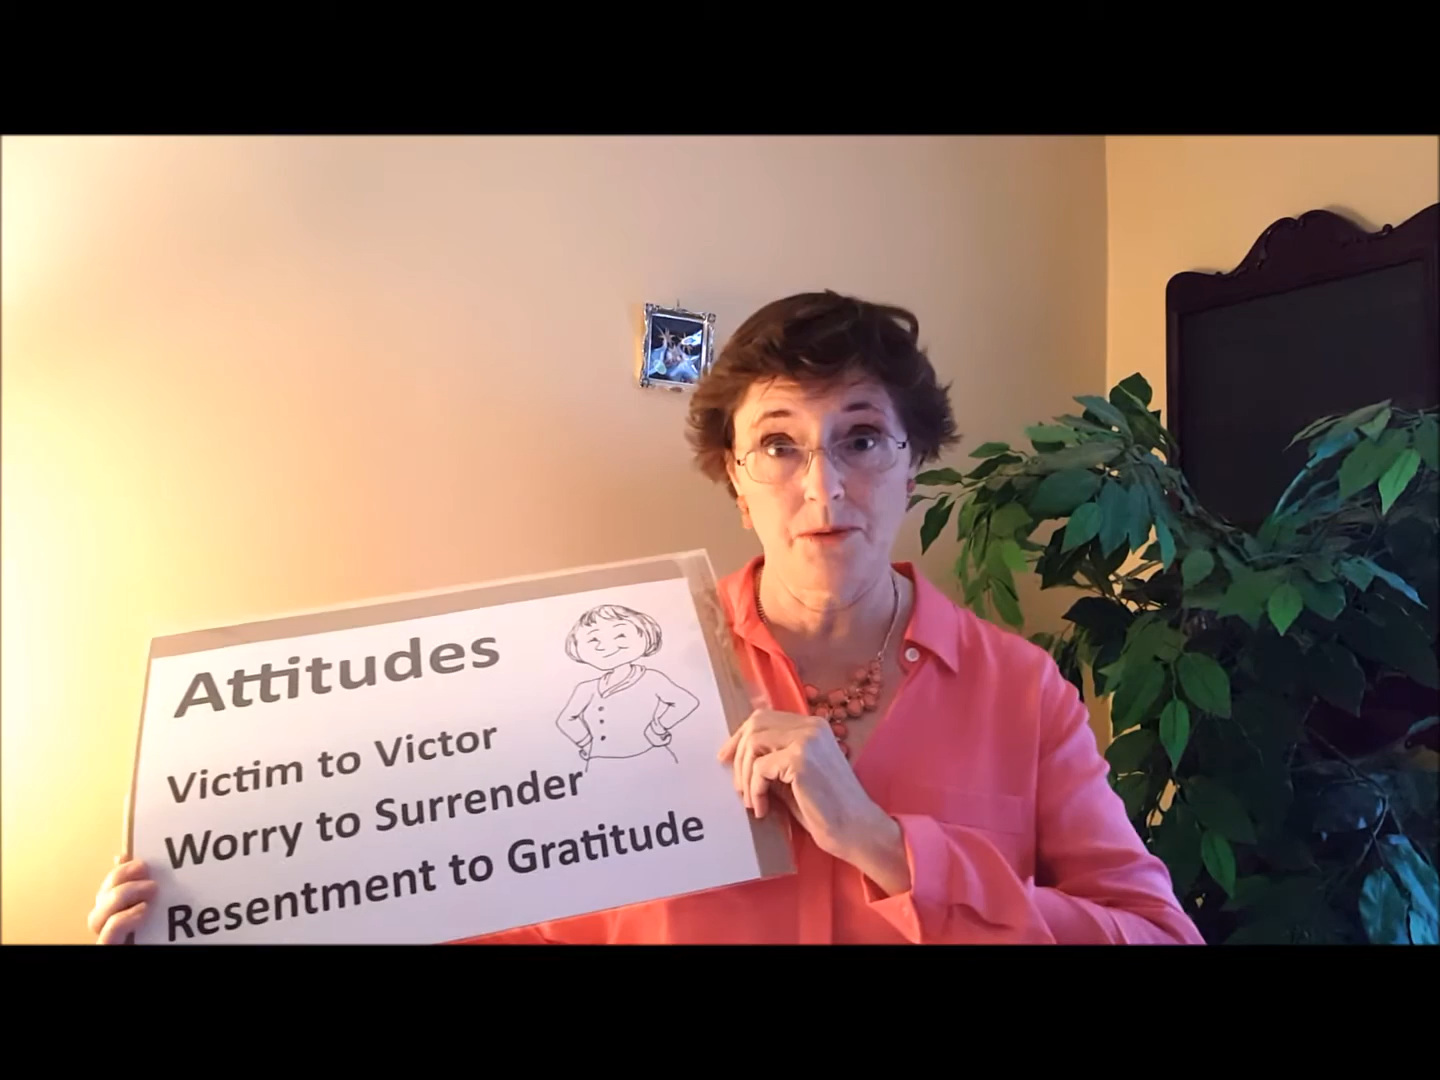 Attitudes
Victim to Victor
Worry to Surrender
Resentment to Gratitude